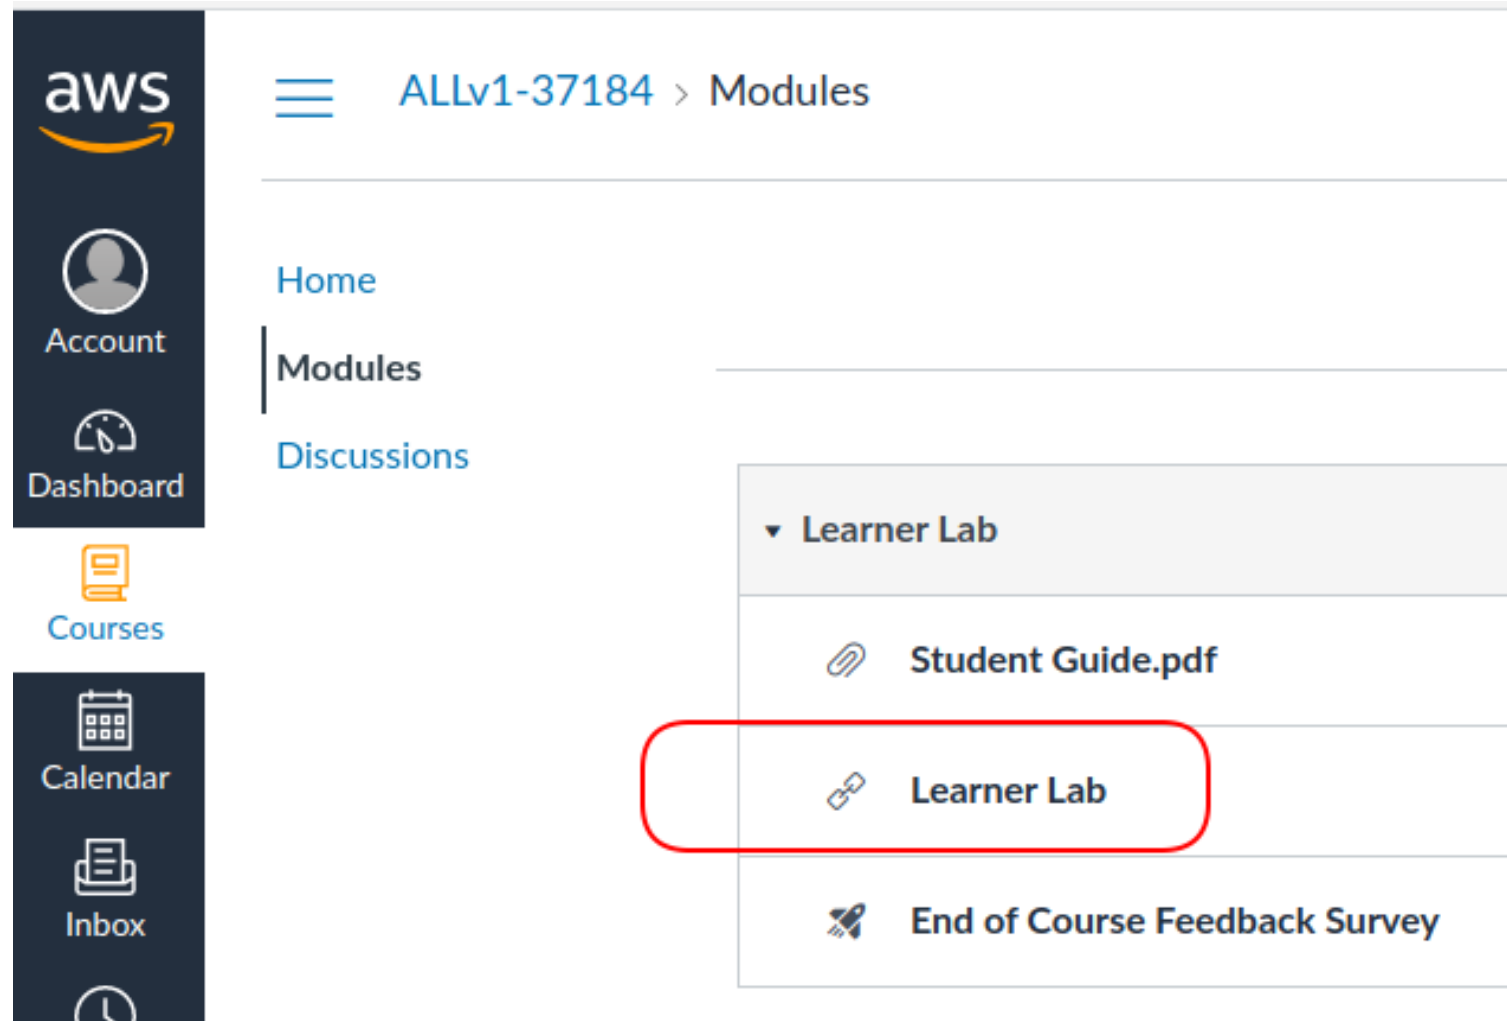 aws
ALLv1-37184 > Modules
Account
Dashboard
Courses
Calendar
Inbox
Home
Modules
Discussions
Learner Lab
Student Guide.pdf
Learner Lab
End of Course Feedback Survey